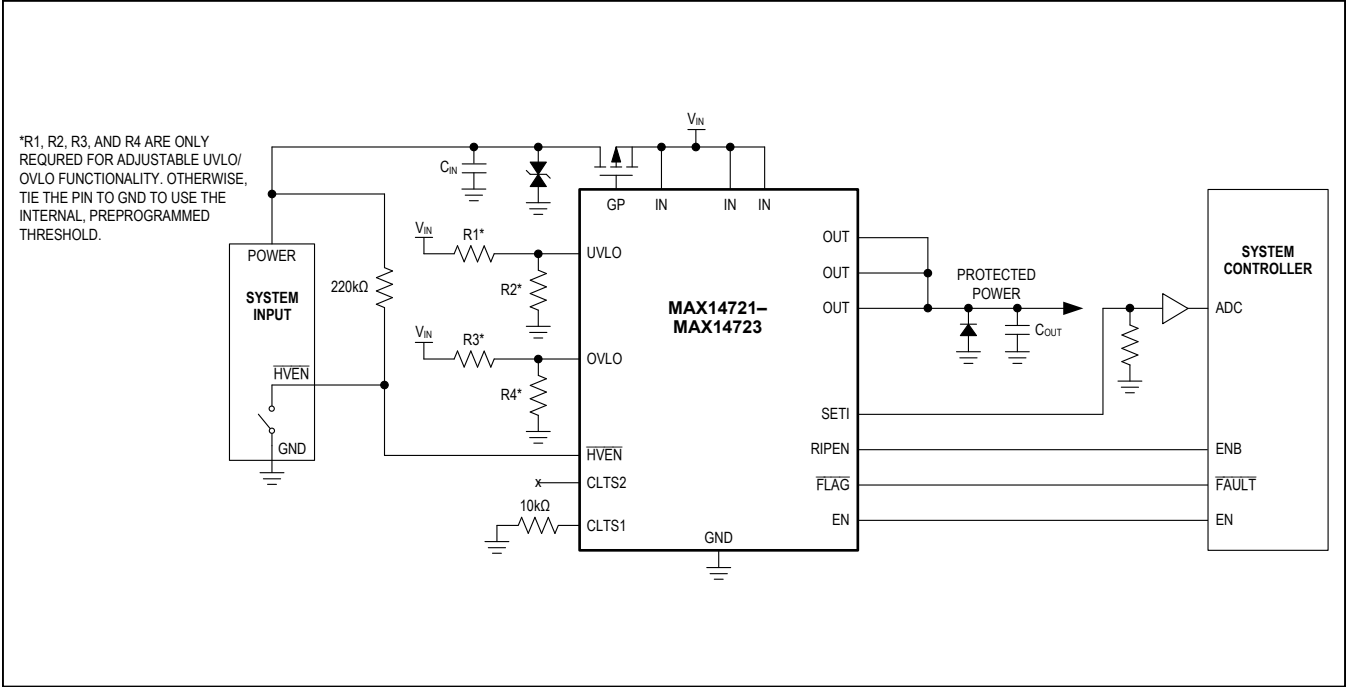 *R1, R2, R3, AND R4 ARE ONLY
REQURED FOR ADJUSTABLE UVLO/
OVLO FUNCTIONALITY. OTHERWISE,
TIE THE PIN TO GND TO USE THE
INTERNAL, PREPROGRAMMED
THRESHOLD.
VIN
CIN
GP IN IN IN
POWER
SYSTEM
INPUT
HVEN
GND
220kΩ
VIN
R1*
R2*
VIN
R3*
R4*
10kΩ
x
UVLO
OVLO
HVEN
CLTS2
CLTS1
MAX14721–
MAX14723
GND
OUT
OUT
OUT
SETI
RIPEN
FLAG
EN
PROTECTED
POWER
COUT
SYSTEM
CONTROLLER
ADC
ENB
FAULT
EN